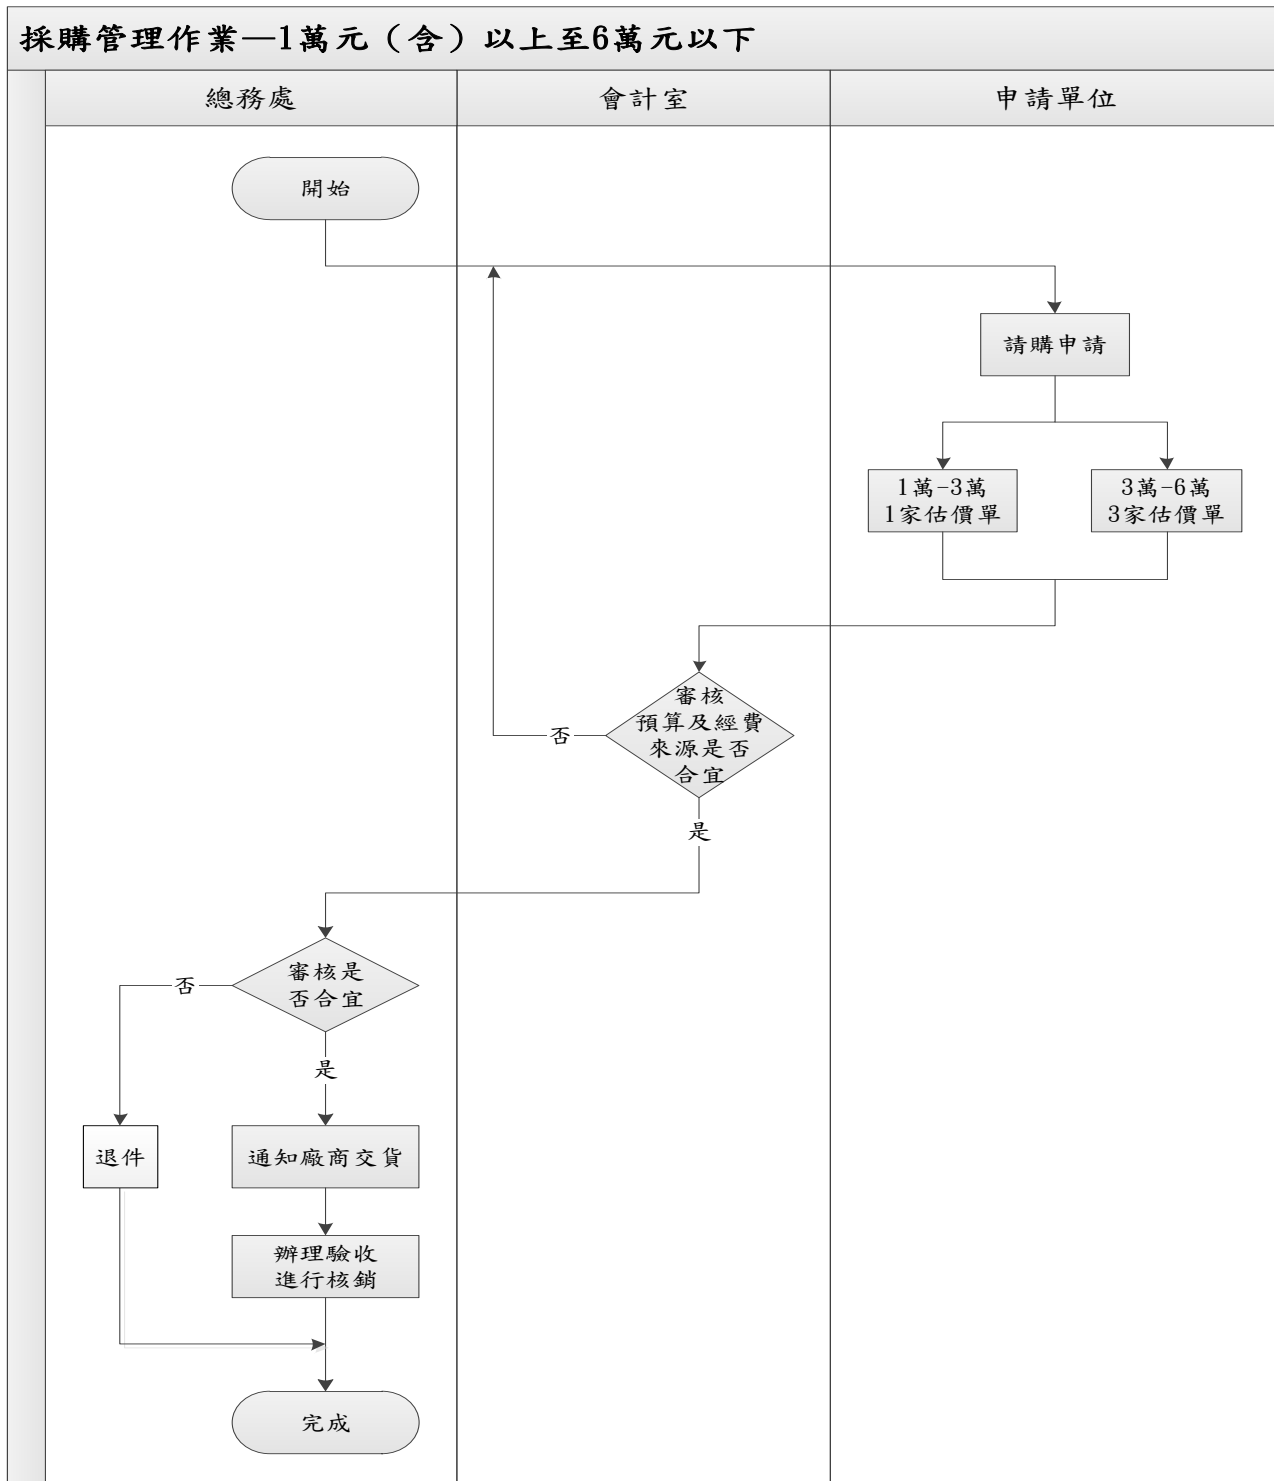 採購管理作業—1萬元（含）以上至6萬元以下
總務處
會計室
申請單位
開始
請購申請
1萬-3萬
1家估價單
3萬-6萬
3家估價單
審核
預算及經費
來源是否
合宜
否
是
審核是
否合宜
否
是
退件
通知廠商交貨
辦理驗收
進行核銷
完成